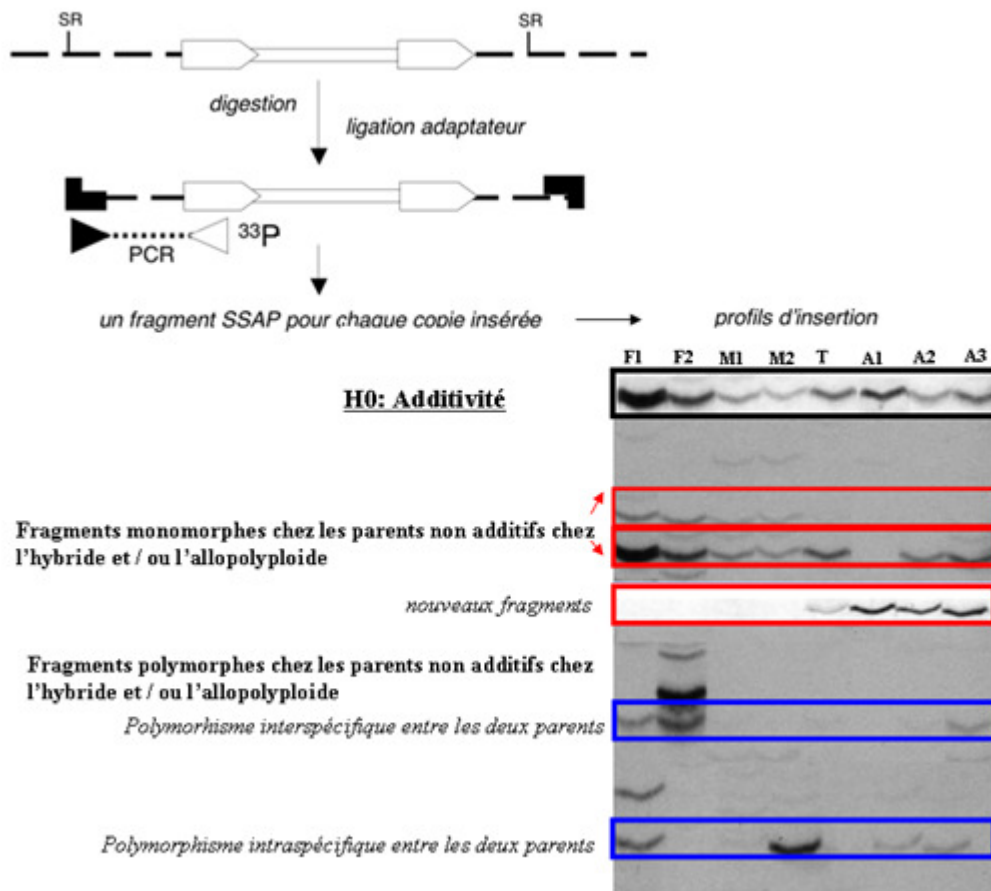 SR
SR
digestion
ligation adaptateur
33P
PCR
un fragment SSAP pour chaque copie insérée
profils d'insertion
F1 F2 M1 M2 T A1 A2 A3
H0: Additivité
Fragments monomorphes chez les parents non additifs chez
l'hybride et / ou l'allopolyploide
nouveaux fragments
Fragments polymorphes chez les parents non additifs chez
l'hybride et / ou l'allopolyploide
Polymorhisme interspécifique entre les deux parents
Polymorphisme intraspécifique entre les deux parents